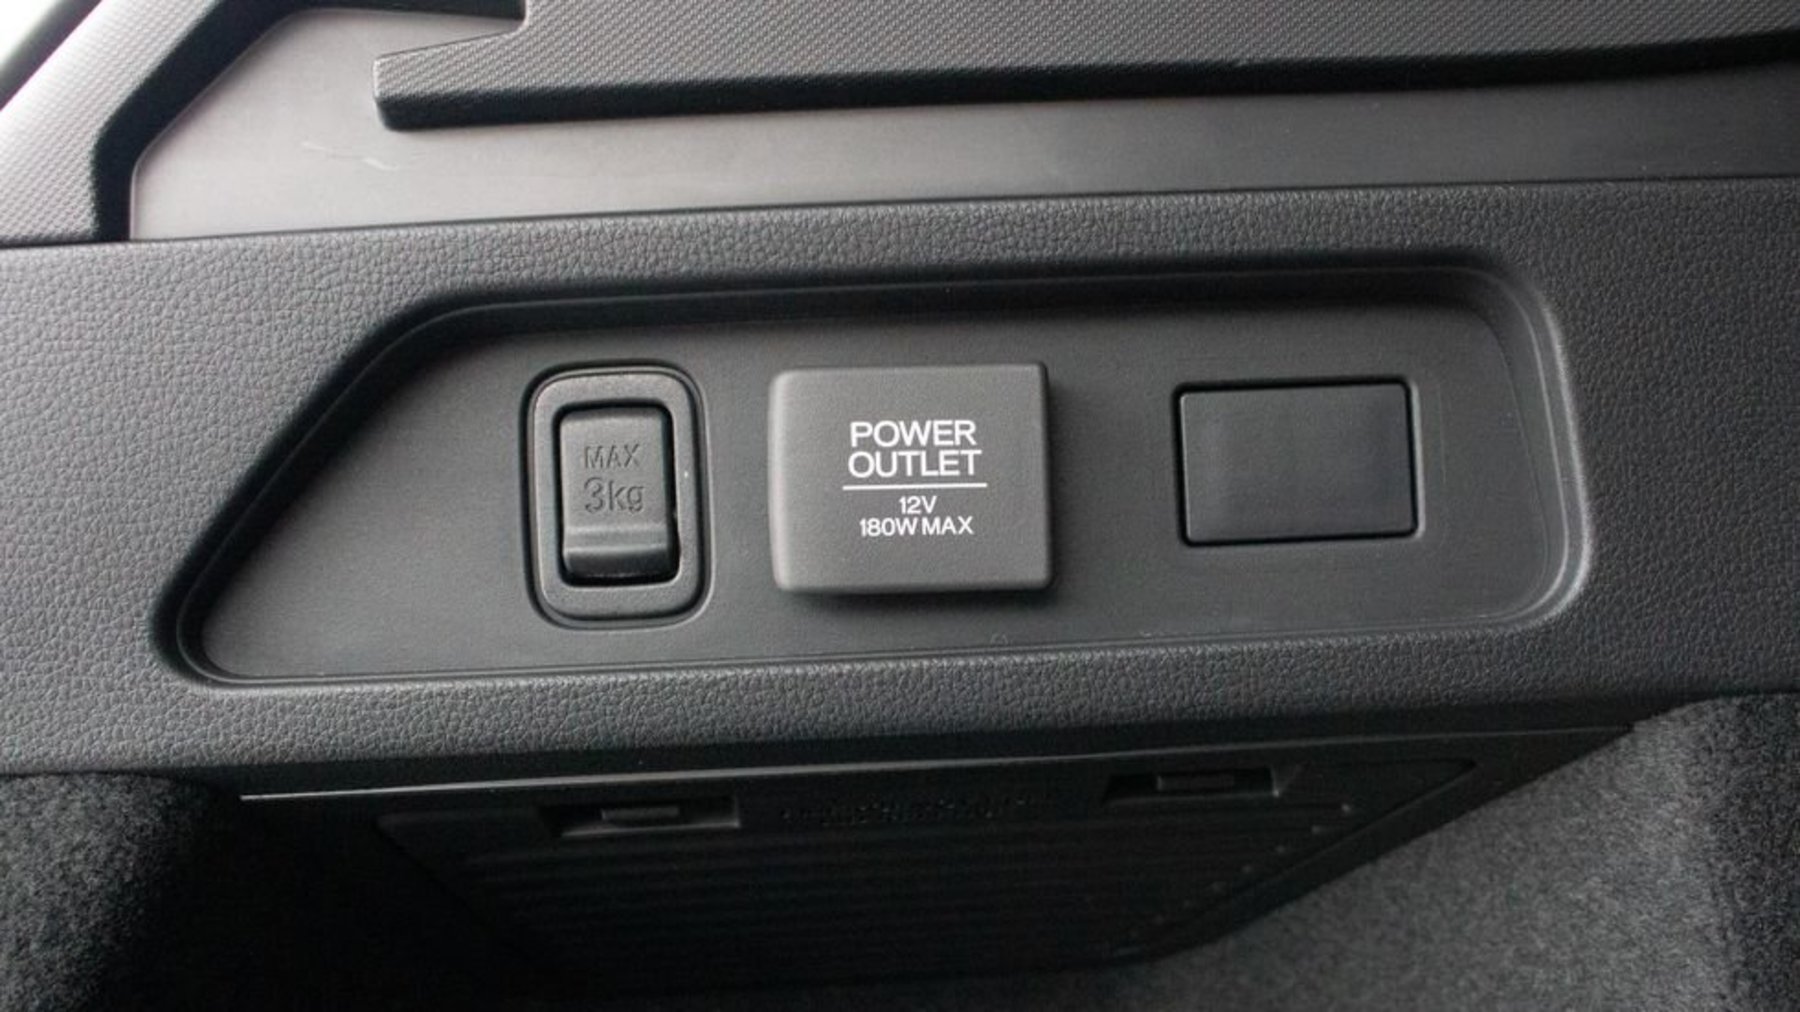 MAX
3kg
POWER
OUTLET
12V
180W MAX